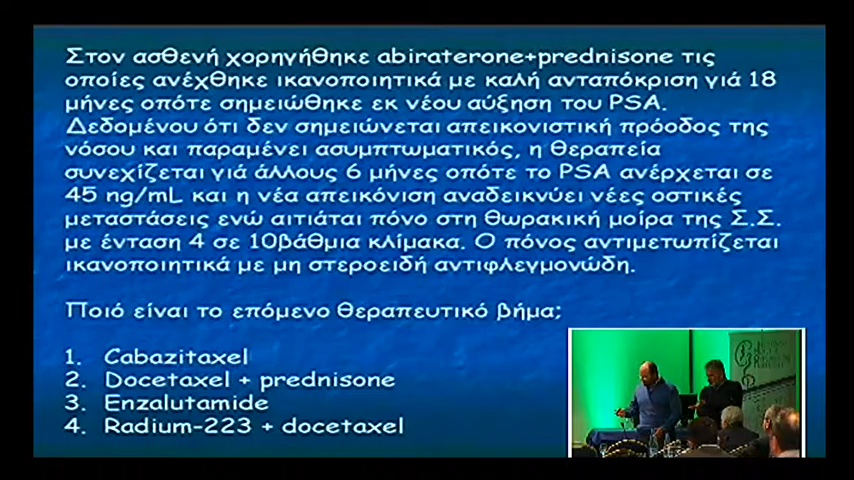 Στον ασθενή χορηγήθηκε abiraterone+prednisone τις
οποίες ανέχθηκε ικανοποιητικά με καλή ανταπόκριση γιά 18
μήνες οπότε σημειώθηκε εκ νέου αύξηση του PSA.
Δεδομένου ότι δεν σημειώνεται απεικονιστική πρόοδος της
νόσου και παραμένει ασυμπτωματικός, η θεραπεία
συνεχίζεται γιά άλλους 6 μήνες οπότε το PSA ανέρχεται σε
45 ng/mL και η νέα απεικόνιση αναδεικνύει νέες οστικές
μεταστάσεις ενώ αιτιάται πόνο στη θωρακική μοίρα της Σ.Σ.
με ένταση 4 σε 10βάθμια κλίμακα. Ο πόνος αντιμετωπίζεται
ικανοποιητικά με μη στεροειδή αντιφλεγμονώδη.
Ποιό είναι το επόμενο θεραπευτικό βήμα;
1. Cabazitaxel
2. Docetaxel + prednisone
3. Enzalutamide
4. Radium-223 + docetaxel